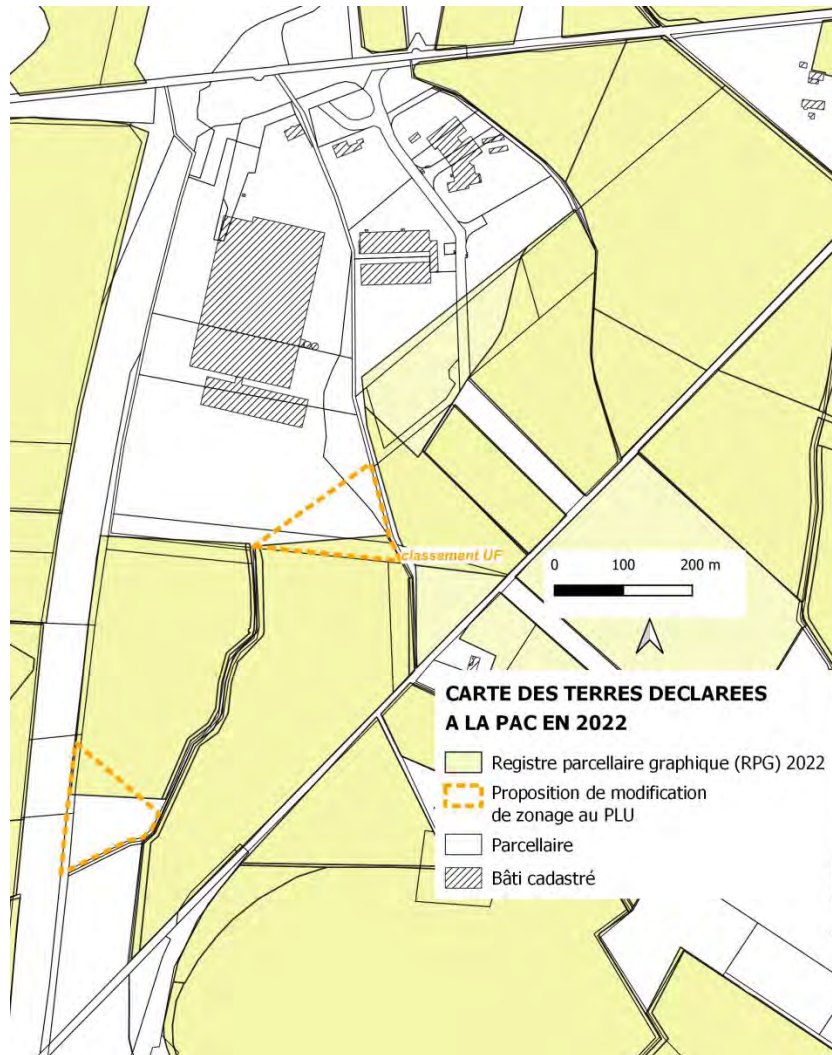 classement UF
0 100 200 m
CARTE DES TERRES DECLAREES
A LA PAC EN 2022
Registre parcellaire graphique (RPG) 2022
Proposition de modification
de zonage au PLU
Parcellaire
Bâti cadastré